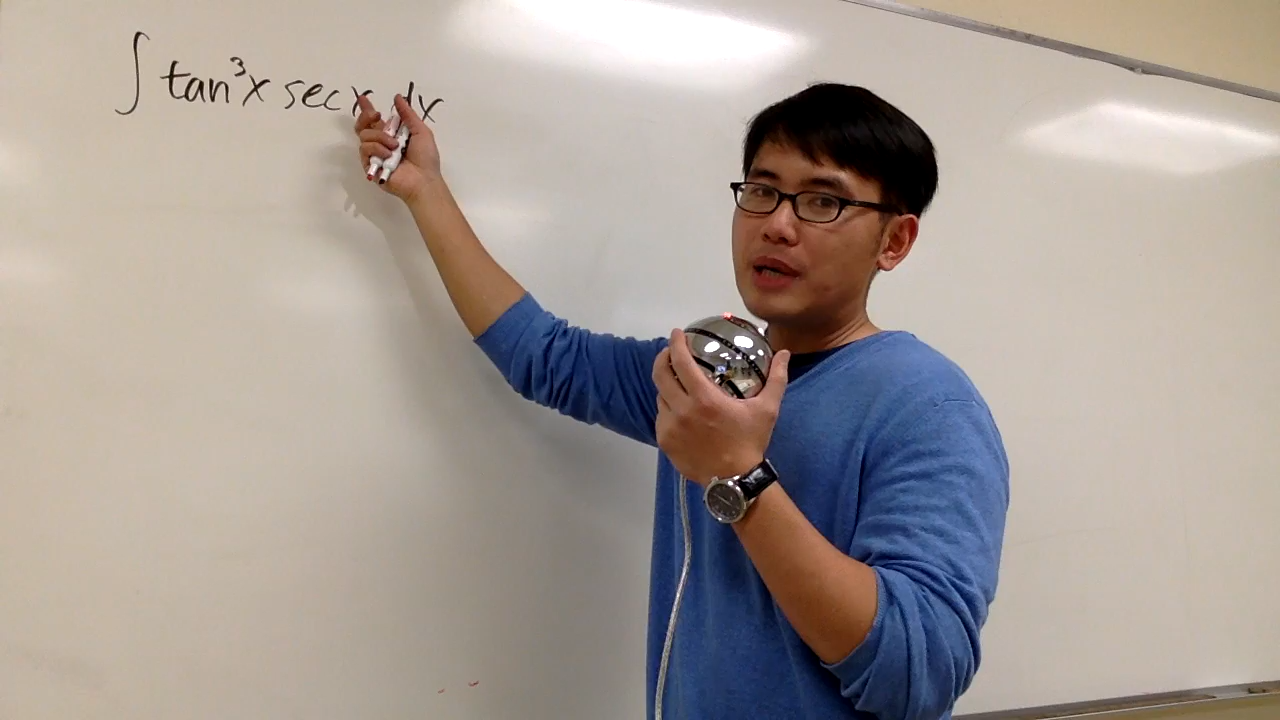 ∫ tan³x sec x dx